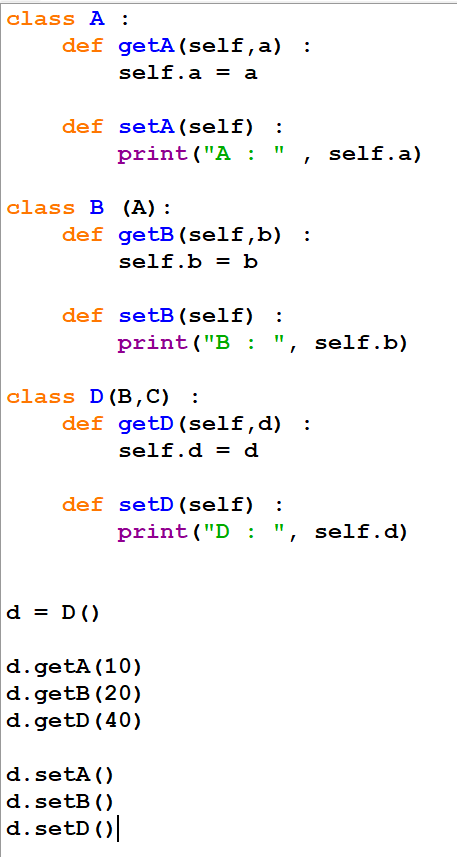 class A :
    def getA(self,a) :
        self.a = a
    def setA(self) :
        print("A : " , self.a)
class B (A):
    def getB(self,b) :
        self.b = b
    def setB(self) :
        print("B : ", self.b)
class D(B,C) :
    def getD(self,d) :
        self.d = d
    def setD(self) :
        print("D : ", self.d)
d = D()
d.getA(10)
d.getB(20)
d.getD(40)
d.setA()
d.setB()
d.setD()